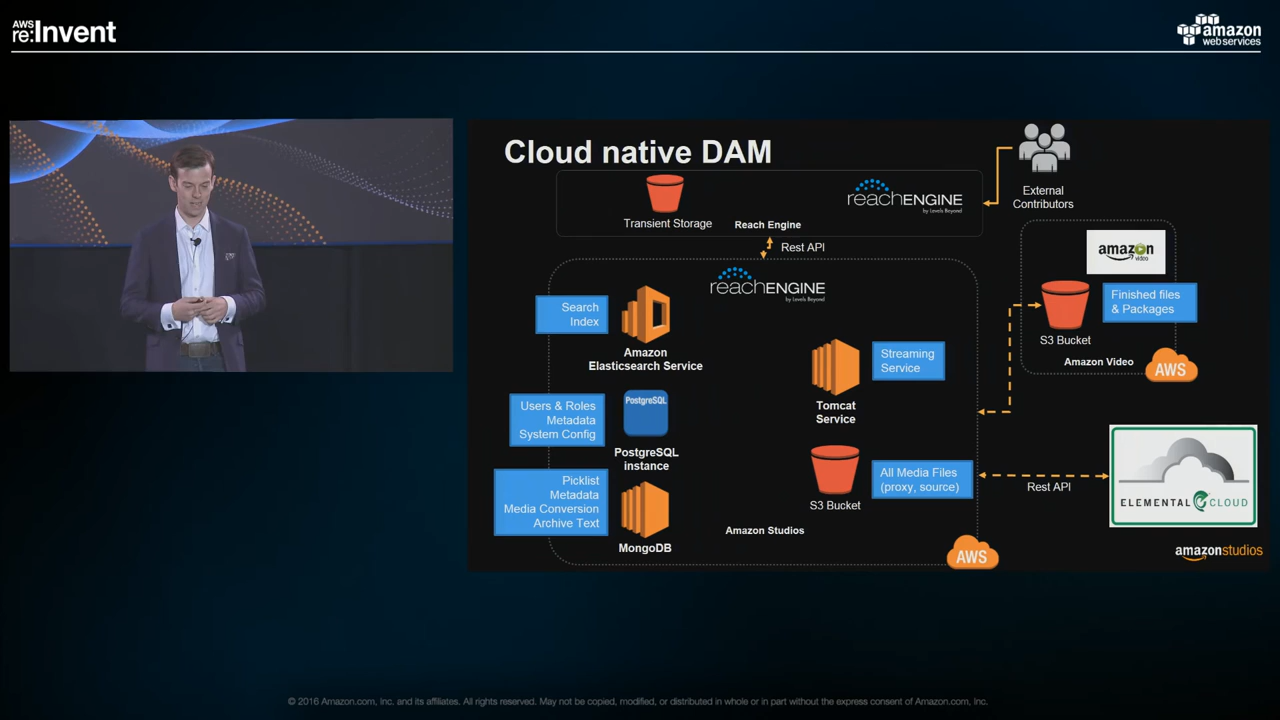 AWS
re:Invent
amazon
web services
Cloud native DAM
Transient Storage
Reach Engine
reachENGINE
by Levels Beyond
External
Contributors
Rest API
reachENGINE
by Levels Beyond
Search
Index
Amazon
Elasticsearch Service
Users & Roles
Metadata
System Config
PostgreSQL
PostgreSQL
instance
Picklist
Metadata
Media Conversion
Archive Text
MongoDB
Streaming
Service
Tomcat
Service
All Media Files
(proxy, source)
S3 Bucket
Amazon Studios
AWS
amazon
video
Finished files
& Packages
S3 Bucket
Amazon Video
AWS
Rest API
ELEMENTAL CLOUD
amazonstudios
© 2016 Amazon.com, Inc. and its affiliates. All rights reserved. May not be copied, modified, or distributed in whole or in part without the express consent of Amazon.com, Inc.